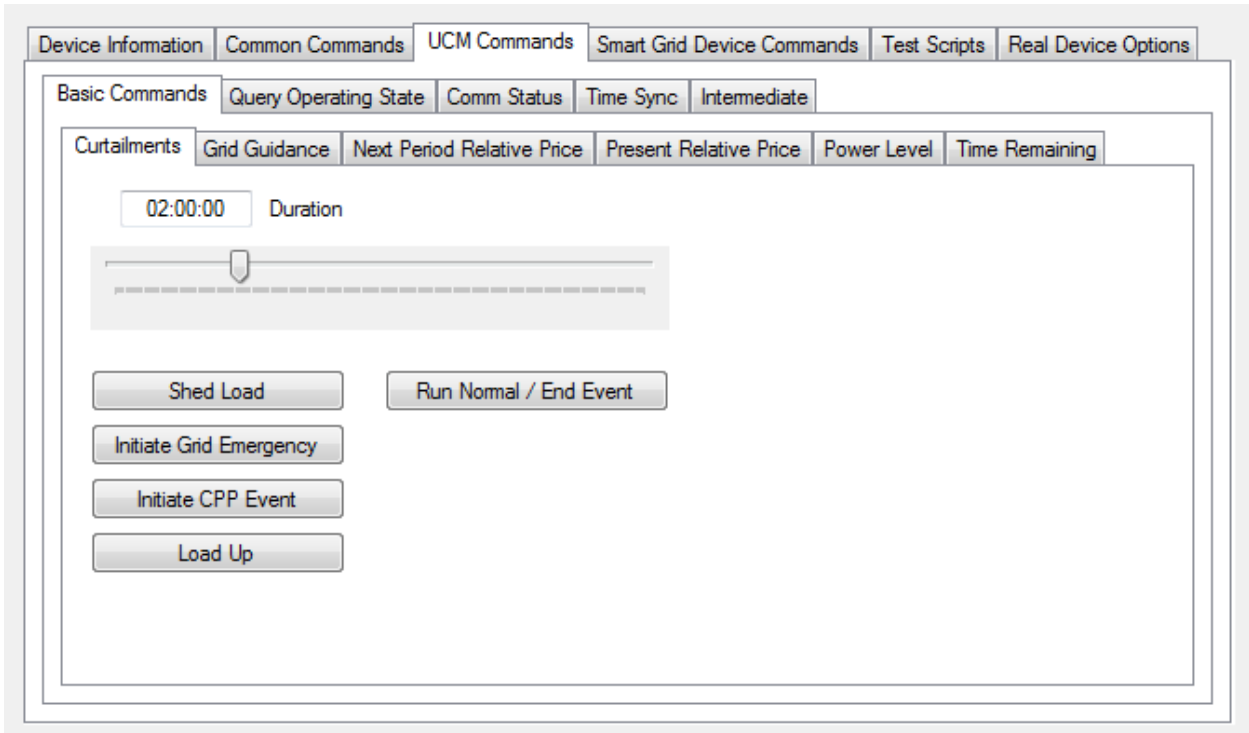 Device Information Common Commands UCM Commands Smart Grid Device Commands Test Scripts Real Device Options
Basic Commands Query Operating State Comm Status Time Sync Intermediate
Curtailments Grid Guidance Next Period Relative Price Present Relative Price Power Level Time Remaining
02:00:00 Duration
Shed Load Run Normal / End Event
Initiate Grid Emergency
Initiate CPP Event
Load Up